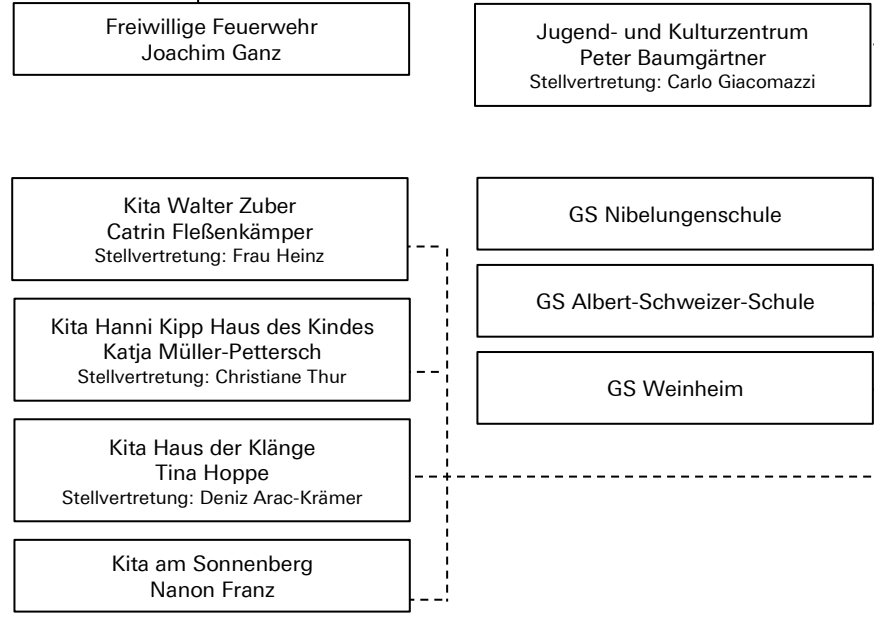 Freiwillige Feuerwehr
Joachim Ganz
Jugend- und Kulturzentrum
Peter Baumgärtner
Stellvertretung: Carlo Giacomazzi
Kita Walter Zuber
Catrin Fleßenkämper
Stellvertretung: Frau Heinz
Kita Hanni Kipp Haus des Kindes
Katja Müller-Pettersch
Stellvertretung: Christiane Thur
Kita Haus der Klänge
Tina Hoppe
Stellvertretung: Deniz Arac-Krämer
Kita am Sonnenberg
Nanon Franz
GS Nibelungenschule
GS Albert-Schweizer-Schule
GS Weinheim